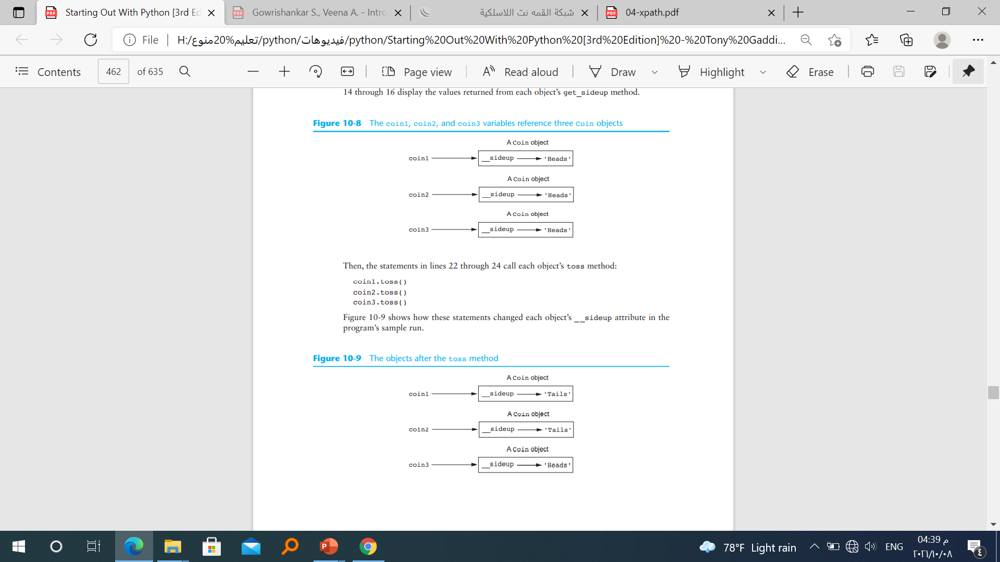 Starting Out With Python [3rd Ed
Gowrishankar S., Veena A. - Intro
شبكة القمه نت اللاسلكية
04-xpath.pdf
File
H:/تعليم%20منوع/python/فيديوهات/python/Starting%20Out%20With%20Python%20[3rd%20Edition]%20-%20Tony%20Gaddi...
Contents
462
of 635
Page view
Read aloud
Draw
Highlight
Erase
14 through 16 display the values returned from each object's get_sideup method.
Figure 10-8 The coin1, coin2, and coin3 variables reference three Coin objects
A Coin object
coin1
__sideup
'Heads'
A Coin object
coin2
__sideup
'Heads'
A Coin object
coin3
__sideup
'Heads'
Then, the statements in lines 22 through 24 call each object's toss method:
coin1.toss()
coin2.toss()
coin3.toss()
Figure 10-9 shows how these statements changed each object's __sideup attribute in the
program's sample run.
Figure 10-9 The objects after the toss method
A Coin object
coin1
__sideup
'Tails'
A Coin object
coin2
__sideup
'Tails'
A Coin object
coin3
__sideup
'Heads'
78°F Light rain
ENG
04:39 م
٢٠٢١/١٠/٠٨
٤